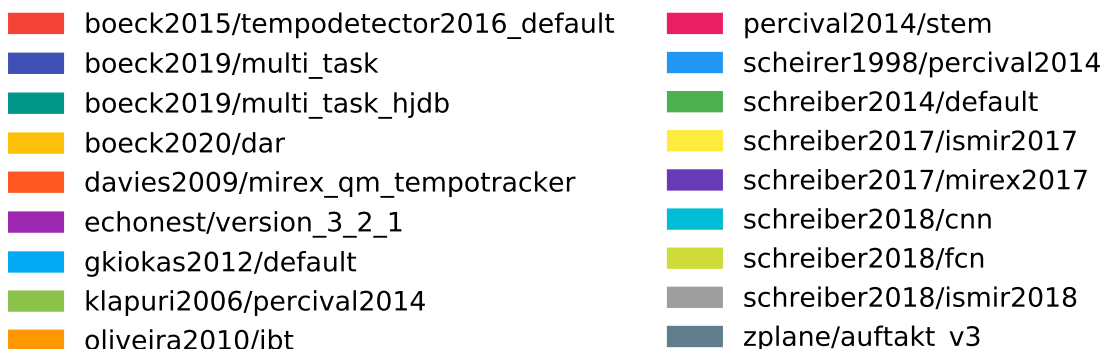 boeck2015/tempodetector2016_default
boeck2019/multi_task
boeck2019/multi_task_hjdb
boeck2020/dar
davies2009/mirex_qm_tempotracker
echonest/version_3_2_1
gkiokas2012/default
klapuri2006/percival2014
oliveira2010/ibt
percival2014/stem
scheirer1998/percival2014
schreiber2014/default
schreiber2017/ismir2017
schreiber2017/mirex2017
schreiber2018/cnn
schreiber2018/fcn
schreiber2018/ismir2018
zplane/auftakt_v3